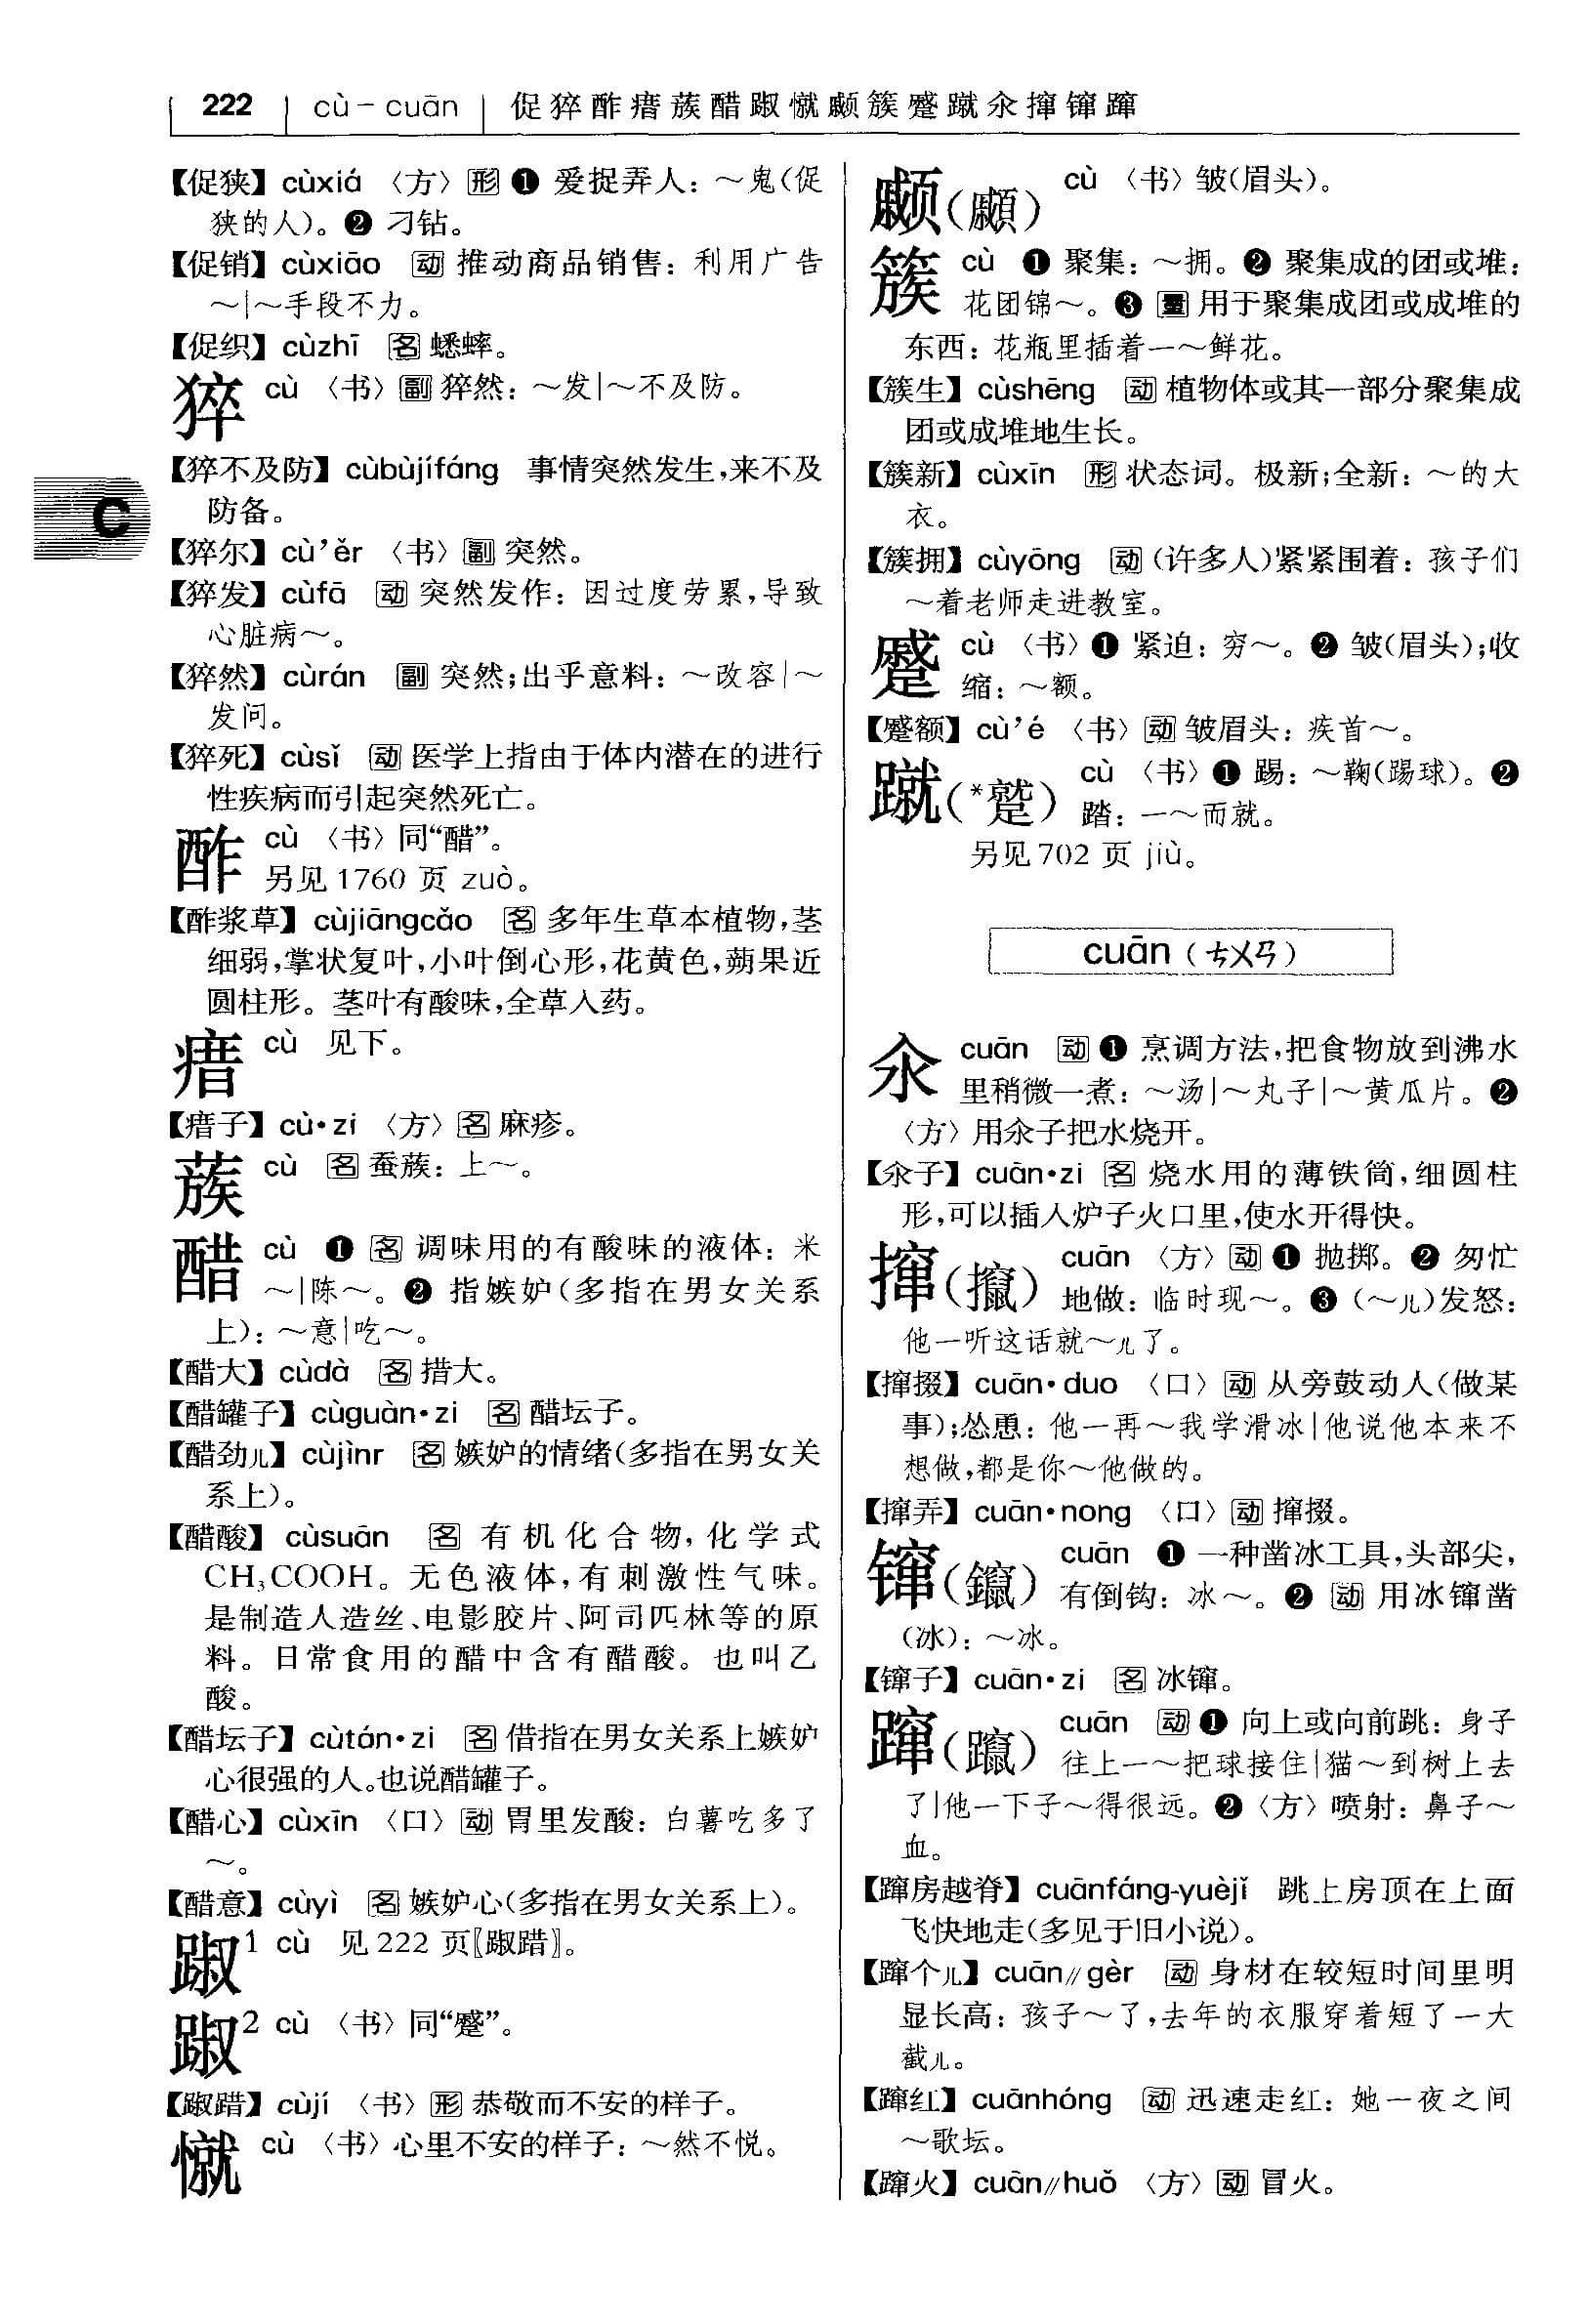 222 cù－cuān 促猝酢瘄蔟醋踧憱顣簇蹙蹴汆撺镩蹿
【促狭】 cùxiá 〈方〉 形 ❶ 爱捉弄人：～鬼（促
狭的人）。❷ 刁钻。
【促销】 cùxiāo 动 推动商品销售：利用广告
～|～手段不力。
【促织】 cùzhī 名 蟋蟀。
猝 cù 〈书〉 副 猝然：～发|～不及防。
【猝不及防】 cùbùjífáng 事情突然发生，来不及
防备。
C
【猝尔】 cù’ěr 〈书〉 副 突然。
【猝发】 cùfā 动 突然发作：因过度劳累，导致
心脏病～。
【猝然】 cùrán 副 突然；出乎意料：～改容|～
发问。
【猝死】 cùsǐ 动 医学上指由于体内潜在的进行
性疾病而引起突然死亡。
酢 cù 〈书〉 同“醋”。
另见1760 页 zuò。
【酢浆草】 cùjiāngcǎo 名 多年生草本植物，茎
细弱，掌状复叶，小叶倒心形，花黄色，蒴果近
圆柱形。茎叶有酸味，全草入药。
瘄 cù 见下。
【瘄子】 cù•zi 〈方〉 名 麻疹。
蔟 cù 名 蚕蔟：上～。
醋 cù ❶ 名 调味用的有酸味的液体：米
～|陈～。❷ 指嫉妒（多指在男女关系
上）：～意|吃～。
【醋大】 cùdà 名 措大。
【醋罐子】 cùguàn•zi 名 醋坛子。
【醋劲儿】 cùjìnr 名 嫉妒的情绪（多指在男女关
系上）。
【醋酸】 cùsuān 名 有机化合物，化学式
CH₃COOH。无色液体，有刺激性气味。
是制造人造丝、电影胶片、阿司匹林等的原
料。日常食用的醋中含有醋酸。也叫乙
酸。
【醋坛子】 cùtán•zi 名 借指在男女关系上嫉妒
心很强的人。也说醋罐子。
【醋心】 cùxīn 〈口〉 动 胃里发酸：白薯吃多了
～。
【醋意】 cùyì 名 嫉妒心（多指在男女关系上）。
踧¹ cù 见 222 页〖踧踖〗。
踧² cù 〈书〉 同“蹙”。
【踧踖】 cùjí 〈书〉 形 恭敬而不安的样子。
憱 cù 〈书〉 心里不安的样子：～然不悦。
顣（顣） cù 〈书〉 皱（眉头）。
簇 cù ❶ 聚集：～拥。❷ 聚集成的团或堆：
花团锦～。❸ 量 用于聚集成团或成堆的
东西：花瓶里插着一～鲜花。
【簇生】 cùshēng 动 植物体或其一部分聚集成
团或成堆地生长。
【簇新】 cùxīn 形 状态词。极新；全新：～的大
衣。
【簇拥】 cùyōng 动 （许多人）紧紧围着：孩子们
～着老师走进教室。
蹙 cù 〈书〉 ❶ 紧迫：穷～。❷ 皱（眉头）；收
缩：～额。
【蹙额】 cù’é 〈书〉 动 皱眉头：疾首～。
蹴（*蹵） cù 〈书〉 ❶ 踢：～鞠（踢球）。❷
踏：一～而就。
另见702 页 jiù。
cuān（ㄘㄨㄢ）
汆 cuān 动 ❶ 烹调方法，把食物放到沸水
里稍微一煮：～汤|～丸子|～黄瓜片。❷
〈方〉 用汆子把水烧开。
【汆子】 cuān•zi 名 烧水用的薄铁筒，细圆柱
形，可以插入炉子火口里，使水开得快。
撺（攛） cuān 〈方〉 动 ❶ 抛掷。❷ 匆忙
地做：临时现～。❸ （～儿）发怒：
他一听这话就～儿了。
【撺掇】 cuān•duo 〈口〉 动 从旁鼓动人（做某
事）；怂恿：他一再～我学滑冰|他说他本来不
想做，都是你～他做的。
【撺弄】 cuān•nong 〈口〉 动 撺掇。
镩（鑹） cuān ❶ 一种凿冰工具，头部尖，
有倒钩：冰～。❷ 动 用冰镩凿
（冰）：～冰。
【镩子】 cuān•zi 名 冰镩。
蹿（躥） cuān 动 ❶ 向上或向前跳：身子
往上一～把球接住|猫～到树上去
了|他一下子～得很远。❷ 〈方〉 喷射：鼻子～
血。
【蹿房越脊】 cuānfáng-yuèjǐ 跳上房顶在上面
飞快地走（多见于旧小说）。
【蹿个儿】 cuān//gèr 动 身材在较短时间里明
显长高：孩子～了，去年的衣服穿着短了一大
截儿。
【蹿红】 cuānhóng 动 迅速走红：她一夜之间
～歌坛。
【蹿火】 cuān//huǒ 〈方〉 动 冒火。